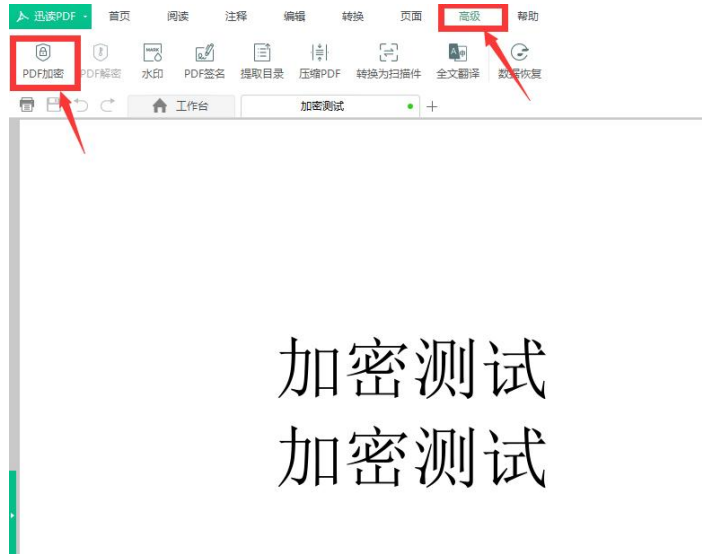 迅读PDF 首页 阅读 注释 编辑 转换 页面 高级 帮助
MARK A 中
PDF加密 PDF解密 水印 PDF签名 提取目录 压缩PDF 转换为扫描件 全文翻译 数据恢复
工作台 加密测试
加密测试
加密测试